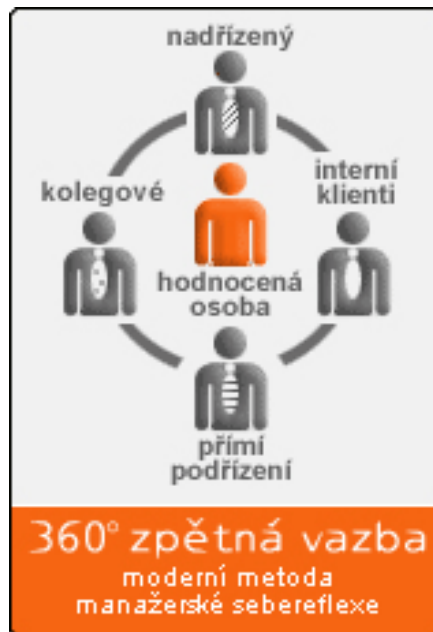 nadřízený
kolegové
interní
klienti
hodnocená
osoba
přímí
podřízení
360° zpětná vazba
moderní metoda
manažerské sebereflexe